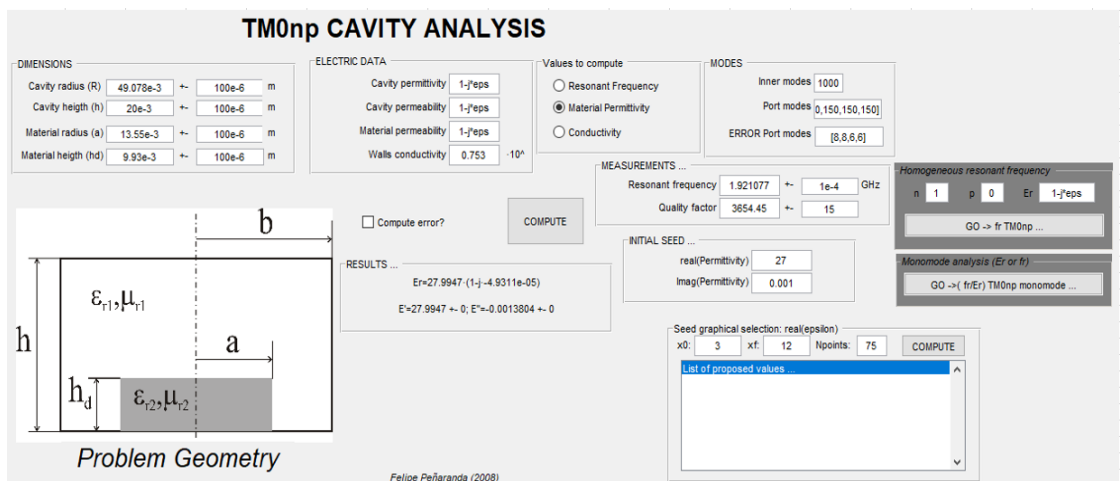 TM0np CAVITY ANALYSIS
DIMENSIONS
Cavity radius (R) 49.078e-3 +- 100e-6 m
Cavity heigth (h) 20e-3 +- 100e-6 m
Material radius (a) 13.55e-3 +- 100e-6 m
Material heigth (hd) 9.93e-3 +- 100e-6 m
ELECTRIC DATA
Cavity permittivity 1-j*eps
Cavity permeability 1-j*eps
Material permeability 1-j*eps
Walls conductivity 0.753 ·10^
Values to compute
Resonant Frequency
Material Permittivity
Conductivity
MODES
Inner modes 1000
Port modes 0,150,150,150]
ERROR Port modes [8,8,6,6]
MEASUREMENTS ...
Resonant frequency 1.921077 +- 1e-4 GHz
Quality factor 3654.45 +- 15
Homogeneous resonant frequency
n 1 p 0 Er 1-j*eps
GO -> fr TM0np ...
Compute error?
COMPUTE
INITIAL SEED ...
real(Permittivity) 27
Imag(Permittivity) 0.001
Monomode analysis (Er or fr)
GO ->( fr/Er) TM0np monomode ...
RESULTS ...
Er=27.9947·(1-j·-4.9311e-05)
E'=27.9947 +- 0; E''=-0.0013804 +- 0
b
εr1,μr1
h
a
hd
εr2,μr2
Problem Geometry
Seed graphical selection: real(epsilon)
x0: 3 xf: 12 Npoints: 75 COMPUTE
List of proposed values ...
Felipe Peñaranda (2008)